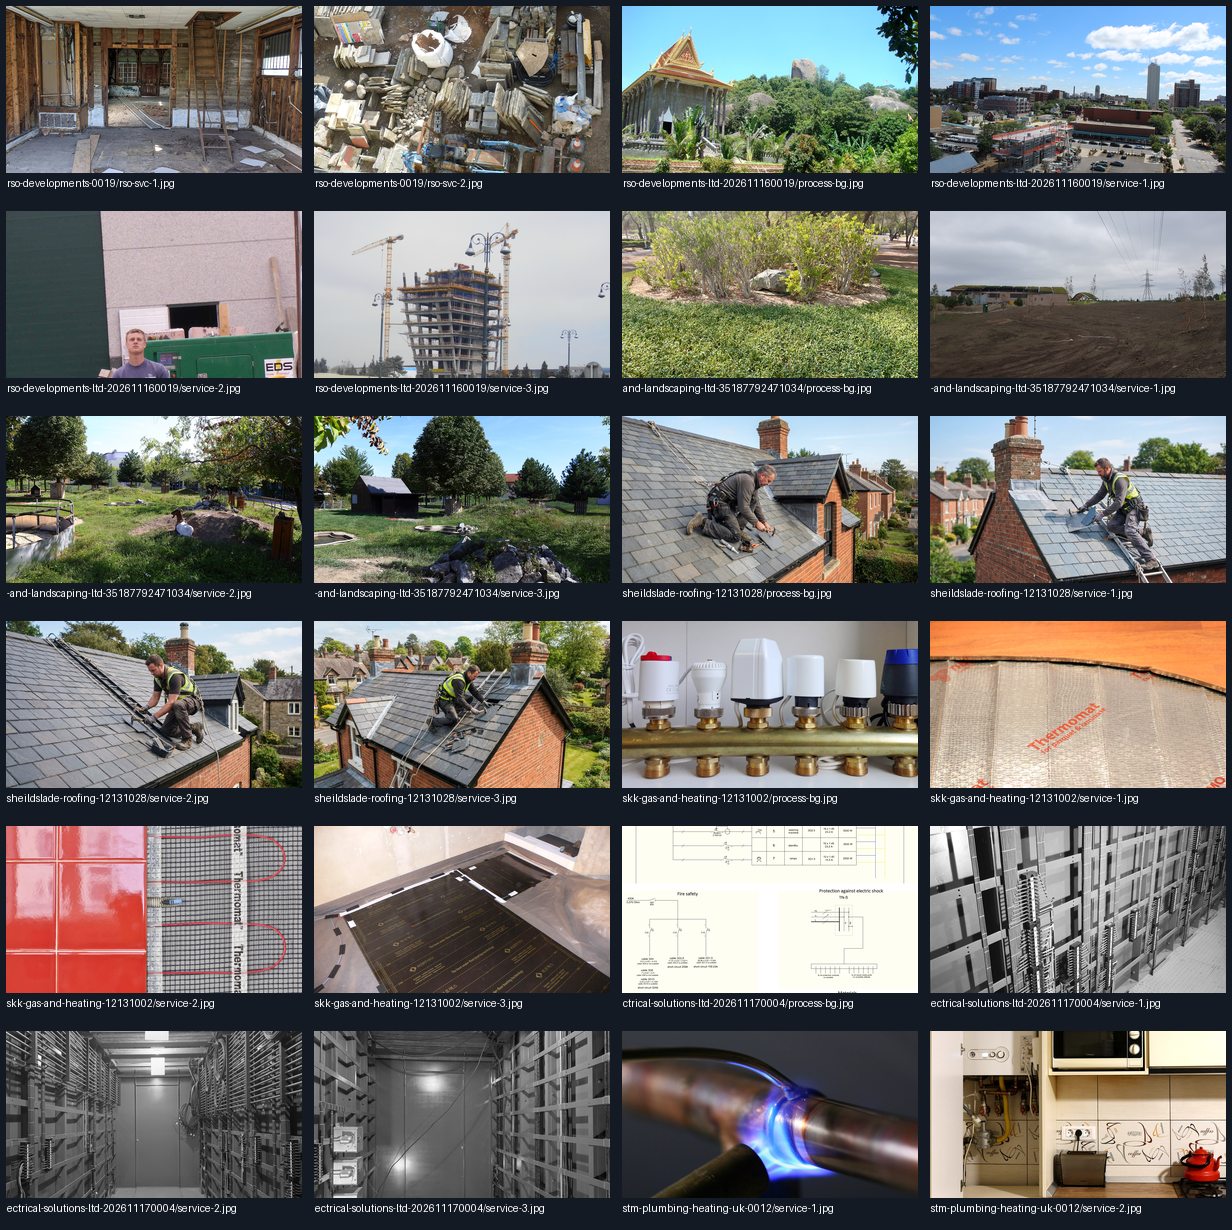 rso-developments-0019/rso-svc-1.jpg
rso-developments-0019/rso-svc-2.jpg
rso-developments-ltd-202611160019/process-bg.jpg
rso-developments-ltd-202611160019/service-1.jpg
EDS
rso-developments-ltd-202611160019/service-2.jpg
rso-developments-ltd-202611160019/service-3.jpg
and-landscaping-ltd-35187792471034/process-bg.jpg
-and-landscaping-ltd-35187792471034/service-1.jpg
-and-landscaping-ltd-35187792471034/service-2.jpg
-and-landscaping-ltd-35187792471034/service-3.jpg
sheildslade-roofing-12131028/process-bg.jpg
sheildslade-roofing-12131028/service-1.jpg
Thermomat
sheildslade-roofing-12131028/service-2.jpg
sheildslade-roofing-12131028/service-3.jpg
skk-gas-and-heating-12131002/process-bg.jpg
skk-gas-and-heating-12131002/service-1.jpg
Thermomat
Fire safety
Protection against electric shock
TN-S
skk-gas-and-heating-12131002/service-2.jpg
skk-gas-and-heating-12131002/service-3.jpg
ctrical-solutions-ltd-202611170004/process-bg.jpg
ectrical-solutions-ltd-202611170004/service-1.jpg
ectrical-solutions-ltd-202611170004/service-2.jpg
ectrical-solutions-ltd-202611170004/service-3.jpg
stm-plumbing-heating-uk-0012/service-1.jpg
stm-plumbing-heating-uk-0012/service-2.jpg